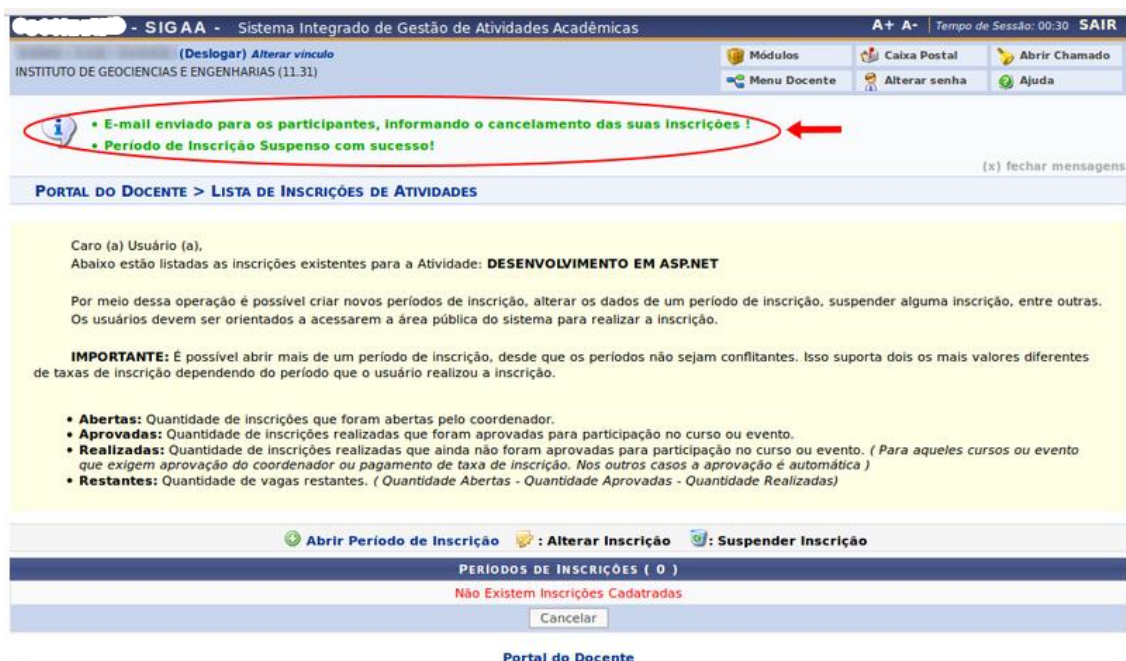 - SIGAA - Sistema Integrado de Gestão de Atividades Acadêmicas A+ A- Tempo de Sessão: 00:30 SAIR
(Deslogar) Alterar vínculo
INSTITUTO DE GEOCIENCIAS E ENGENHARIAS (11.31)
Módulos Caixa Postal Abrir Chamado
Menu Docente Alterar senha Ajuda
• E-mail enviado para os participantes, informando o cancelamento das suas inscrições !
• Período de Inscrição Suspenso com sucesso!
(x) fechar mensagens
PORTAL DO DOCENTE > LISTA DE INSCRIÇÕES DE ATIVIDADES
Caro (a) Usuário (a),
Abaixo estão listadas as inscrições existentes para a Atividade: DESENVOLVIMENTO EM ASP.NET
Por meio dessa operação é possível criar novos períodos de inscrição, alterar os dados de um período de inscrição, suspender alguma inscrição, entre outras.
Os usuários devem ser orientados a acessarem a área pública do sistema para realizar a inscrição.
IMPORTANTE: É possível abrir mais de um período de inscrição, desde que os períodos não sejam conflitantes. Isso suporta dois os mais valores diferentes
de taxas de inscrição dependendo do período que o usuário realizou a inscrição.
• Abertas: Quantidade de inscrições que foram abertas pelo coordenador.
• Aprovadas: Quantidade de inscrições realizadas que foram aprovadas para participação no curso ou evento.
• Realizadas: Quantidade de inscrições realizadas que ainda não foram aprovadas para participação no curso ou evento. ( Para aqueles cursos ou evento
que exigem aprovação do coordenador ou pagamento de taxa de inscrição. Nos outros casos a aprovação é automática )
• Restantes: Quantidade de vagas restantes. ( Quantidade Abertas - Quantidade Aprovadas - Quantidade Realizadas)
Abrir Período de Inscrição : Alterar Inscrição : Suspender Inscrição
PERÍODOS DE INSCRIÇÕES ( 0 )
Não Existem Inscrições Cadatradas
Cancelar
Portal do Docente